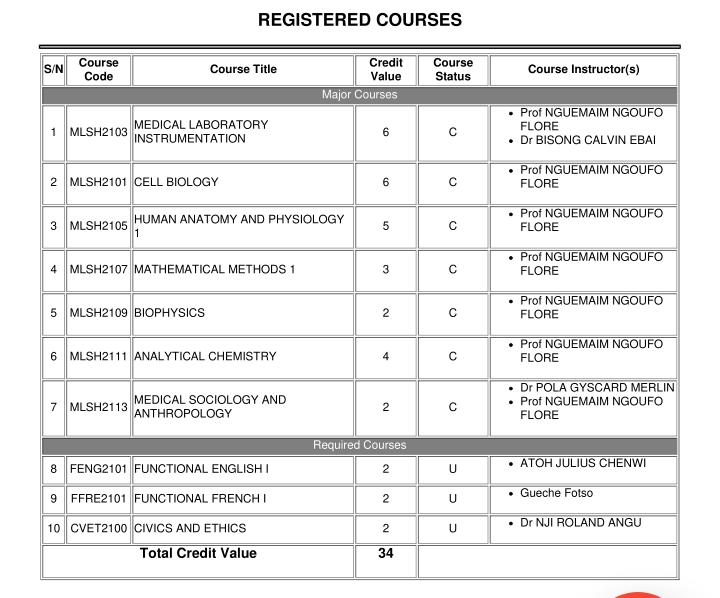 REGISTERED COURSES
S/N Course Code Course Title Credit Value Course Status Course Instructor(s)
Major Courses
1 MLSH2103 MEDICAL LABORATORY INSTRUMENTATION 6 C • Prof NGUEMAIM NGOUFO FLORE • Dr BISONG CALVIN EBAI
2 MLSH2101 CELL BIOLOGY 6 C • Prof NGUEMAIM NGOUFO FLORE
3 MLSH2105 HUMAN ANATOMY AND PHYSIOLOGY 1 5 C • Prof NGUEMAIM NGOUFO FLORE
4 MLSH2107 MATHEMATICAL METHODS 1 3 C • Prof NGUEMAIM NGOUFO FLORE
5 MLSH2109 BIOPHYSICS 2 C • Prof NGUEMAIM NGOUFO FLORE
6 MLSH2111 ANALYTICAL CHEMISTRY 4 C • Prof NGUEMAIM NGOUFO FLORE
7 MLSH2113 MEDICAL SOCIOLOGY AND ANTHROPOLOGY 2 C • Dr POLA GYSCARD MERLIN • Prof NGUEMAIM NGOUFO FLORE
Required Courses
8 FENG2101 FUNCTIONAL ENGLISH I 2 U • ATOH JULIUS CHENWI
9 FFRE2101 FUNCTIONAL FRENCH I 2 U • Gueche Fotso
10 CVET2100 CIVICS AND ETHICS 2 U • Dr NJI ROLAND ANGU
Total Credit Value 34